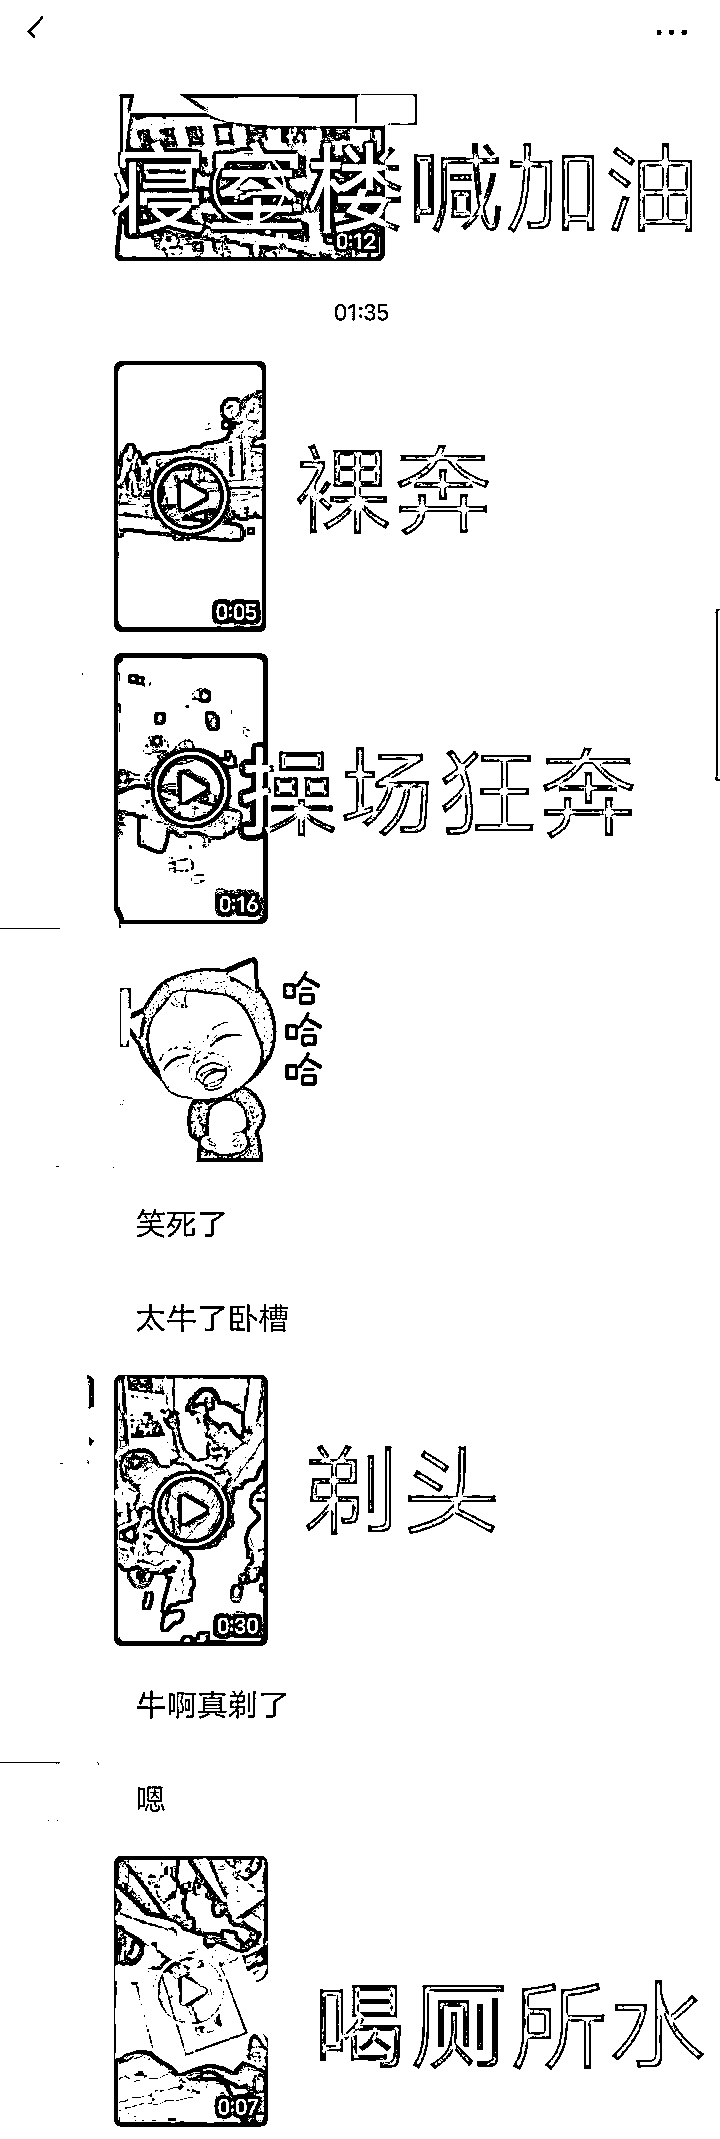 寝室楼喊加油
0:12
01:35
裸奔
0:05
操场狂奔
0:16
哈
哈
哈
笑死了
太牛了卧槽
剃头
0:30
牛啊真剃了
嗯
喝厕所水
0:07